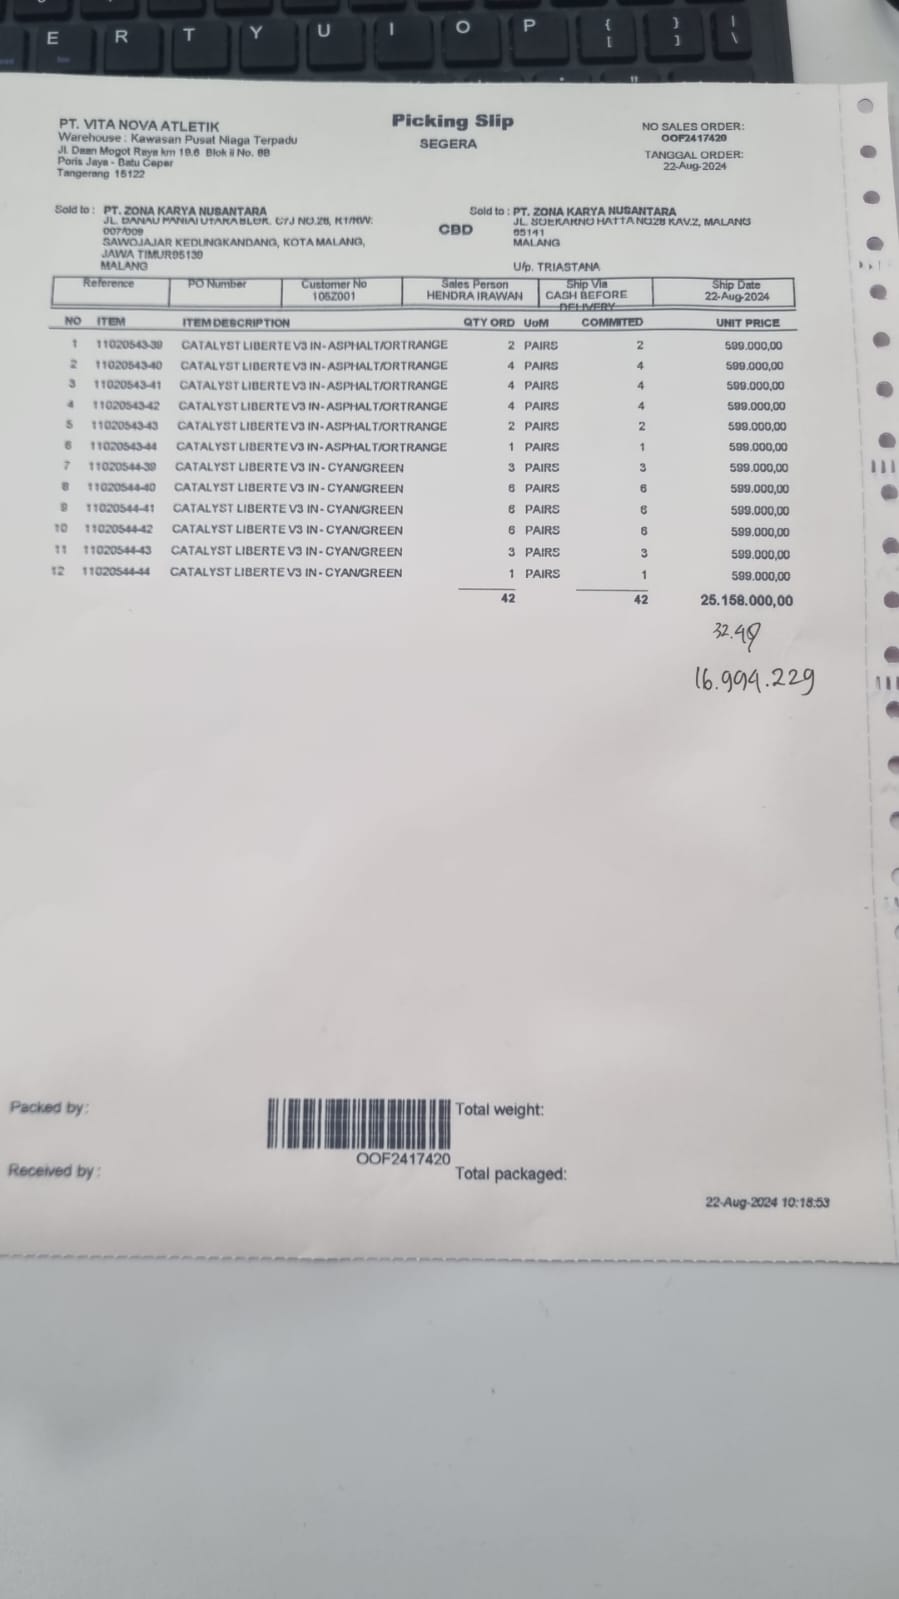 E R T Y U I O P { [ } ] | \
PT. VITA NOVA ATLETIK
Warehouse : Kawasan Pusat Niaga Terpadu
Jl. Daan Mogot Raya km 19.6 Blok ii No. 8B
Poris Jaya - Batu Ceper
Tangerang 15122
Picking Slip
SEGERA
NO SALES ORDER:
OOF2417420
TANGGAL ORDER:
22-Aug-2024
Sold to : PT. ZONA KARYA NUSANTARA
JL. DANAU PANIAI UTARA BLOK. C7J NO.28, RT/RW:
007/009
SAWOJAJAR KEDUNGKANDANG, KOTA MALANG,
JAWA TIMUR65139
MALANG
CBD
Sold to : PT. ZONA KARYA NUSANTARA
JL. SOEKARNO HATTA NO28 KAV.2, MALANG
65141
MALANG
U/p. TRIASTANA
Reference PO Number Customer No Sales Person Ship Via Ship Date
105Z001 HENDRA IRAWAN CASH BEFORE DELIVERY 22-Aug-2024
NO ITEM ITEM DESCRIPTION QTY ORD UoM COMMITED UNIT PRICE
1 11020543-39 CATALYST LIBERTE V3 IN - ASPHALT/ORTRANGE 2 PAIRS 2 599.000,00
2 11020543-40 CATALYST LIBERTE V3 IN - ASPHALT/ORTRANGE 4 PAIRS 4 599.000,00
3 11020543-41 CATALYST LIBERTE V3 IN - ASPHALT/ORTRANGE 4 PAIRS 4 599.000,00
4 11020543-42 CATALYST LIBERTE V3 IN - ASPHALT/ORTRANGE 4 PAIRS 4 599.000,00
5 11020543-43 CATALYST LIBERTE V3 IN - ASPHALT/ORTRANGE 2 PAIRS 2 599.000,00
6 11020543-44 CATALYST LIBERTE V3 IN - ASPHALT/ORTRANGE 1 PAIRS 1 599.000,00
7 11020544-39 CATALYST LIBERTE V3 IN - CYAN/GREEN 3 PAIRS 3 599.000,00
8 11020544-40 CATALYST LIBERTE V3 IN - CYAN/GREEN 6 PAIRS 6 599.000,00
9 11020544-41 CATALYST LIBERTE V3 IN - CYAN/GREEN 6 PAIRS 6 599.000,00
10 11020544-42 CATALYST LIBERTE V3 IN - CYAN/GREEN 6 PAIRS 6 599.000,00
11 11020544-43 CATALYST LIBERTE V3 IN - CYAN/GREEN 3 PAIRS 3 599.000,00
12 11020544-44 CATALYST LIBERTE V3 IN - CYAN/GREEN 1 PAIRS 1 599.000,00
42 42 25.158.000,00
16.994.229
Packed by:
OOF2417420
Total weight:
Received by:
Total packaged:
22-Aug-2024 10:18:53